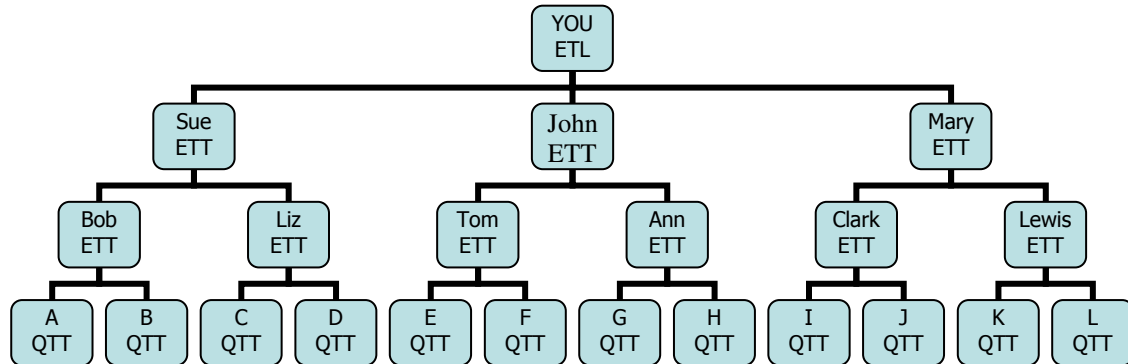 YOU
ETL
Sue
ETT
John
ETT
Mary
ETT
Bob
ETT
Liz
ETT
Tom
ETT
Ann
ETT
Clark
ETT
Lewis
ETT
A
QTT
B
QTT
C
QTT
D
QTT
E
QTT
F
QTT
G
QTT
H
QTT
I
QTT
J
QTT
K
QTT
L
QTT